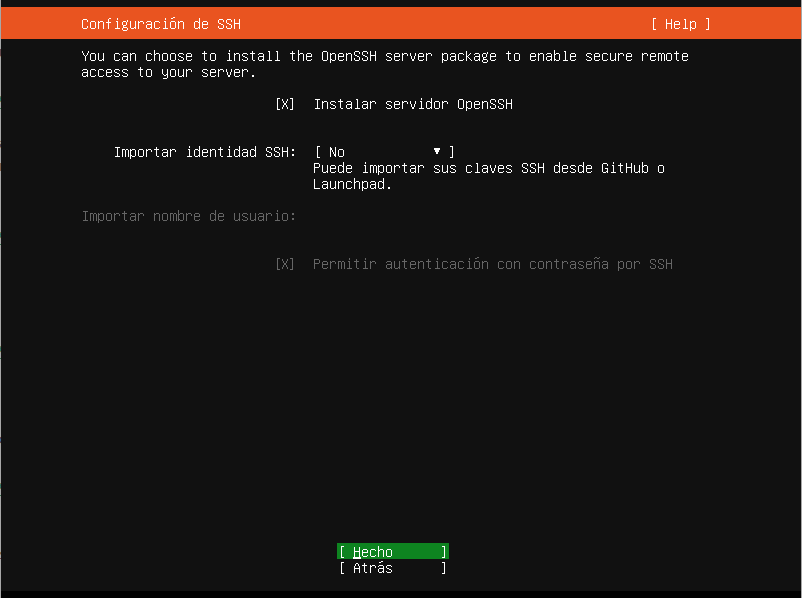 Configuración de SSH [ Help ]
You can choose to install the OpenSSH server package to enable secure remote
access to your server.
[X] Instalar servidor OpenSSH
Importar identidad SSH: [ No ▾ ]
Puede importar sus claves SSH desde GitHub o
Launchpad.
Importar nombre de usuario:
[X] Permitir autenticación con contraseña por SSH
[ Hecho ]
[ Atrás ]